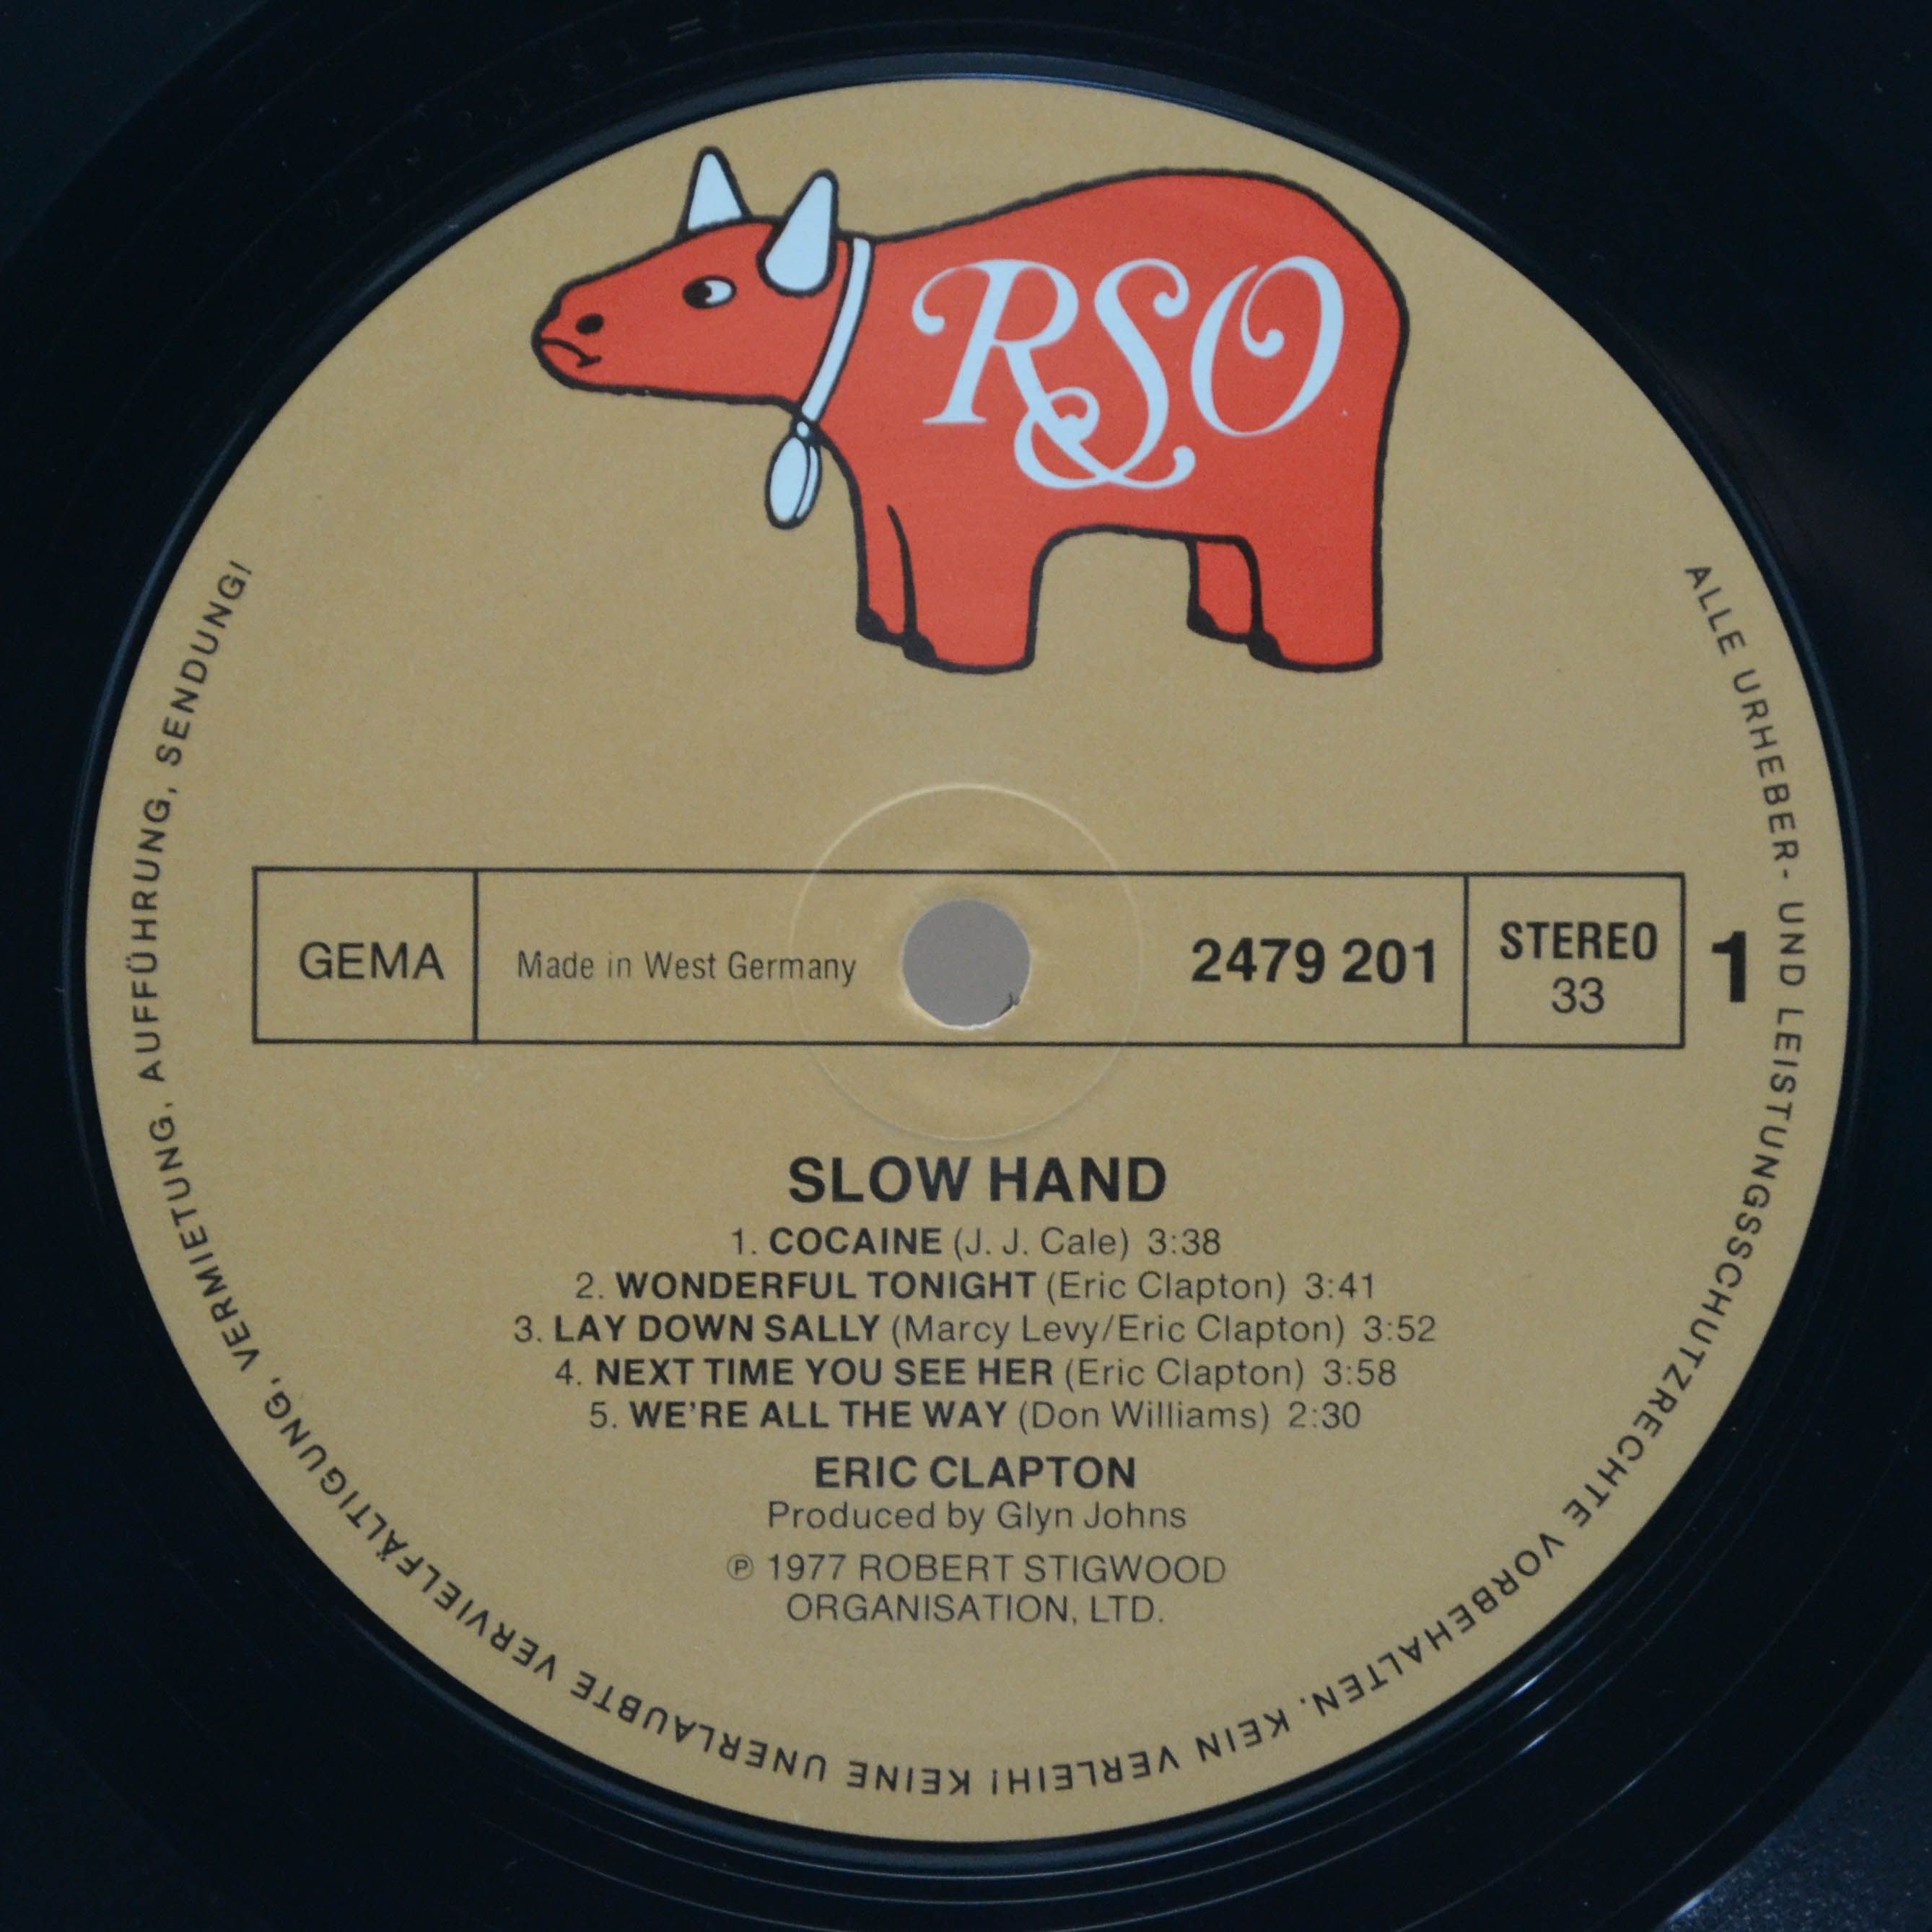 RSO
GEMA
Made in West Germany
2479 201
STEREO
33
1
SLOW HAND
1. COCAINE (J. J. Cale) 3:38
2. WONDERFUL TONIGHT (Eric Clapton) 3:41
3. LAY DOWN SALLY (Marcy Levy/Eric Clapton) 3:52
4. NEXT TIME YOU SEE HER (Eric Clapton) 3:58
5. WE'RE ALL THE WAY (Don Williams) 2:30
ERIC CLAPTON
Produced by Glyn Johns
℗ 1977 ROBERT STIGWOOD
ORGANISATION, LTD.
ALLE URHEBER- UND LEISTUNGSSCHUTZRECHTE VORBEHALTEN. KEIN VERLEIH! KEINE UNERLAUBTE VERVIELFÄLTIGUNG, VERMIETUNG, AUFFÜHRUNG, SENDUNG!